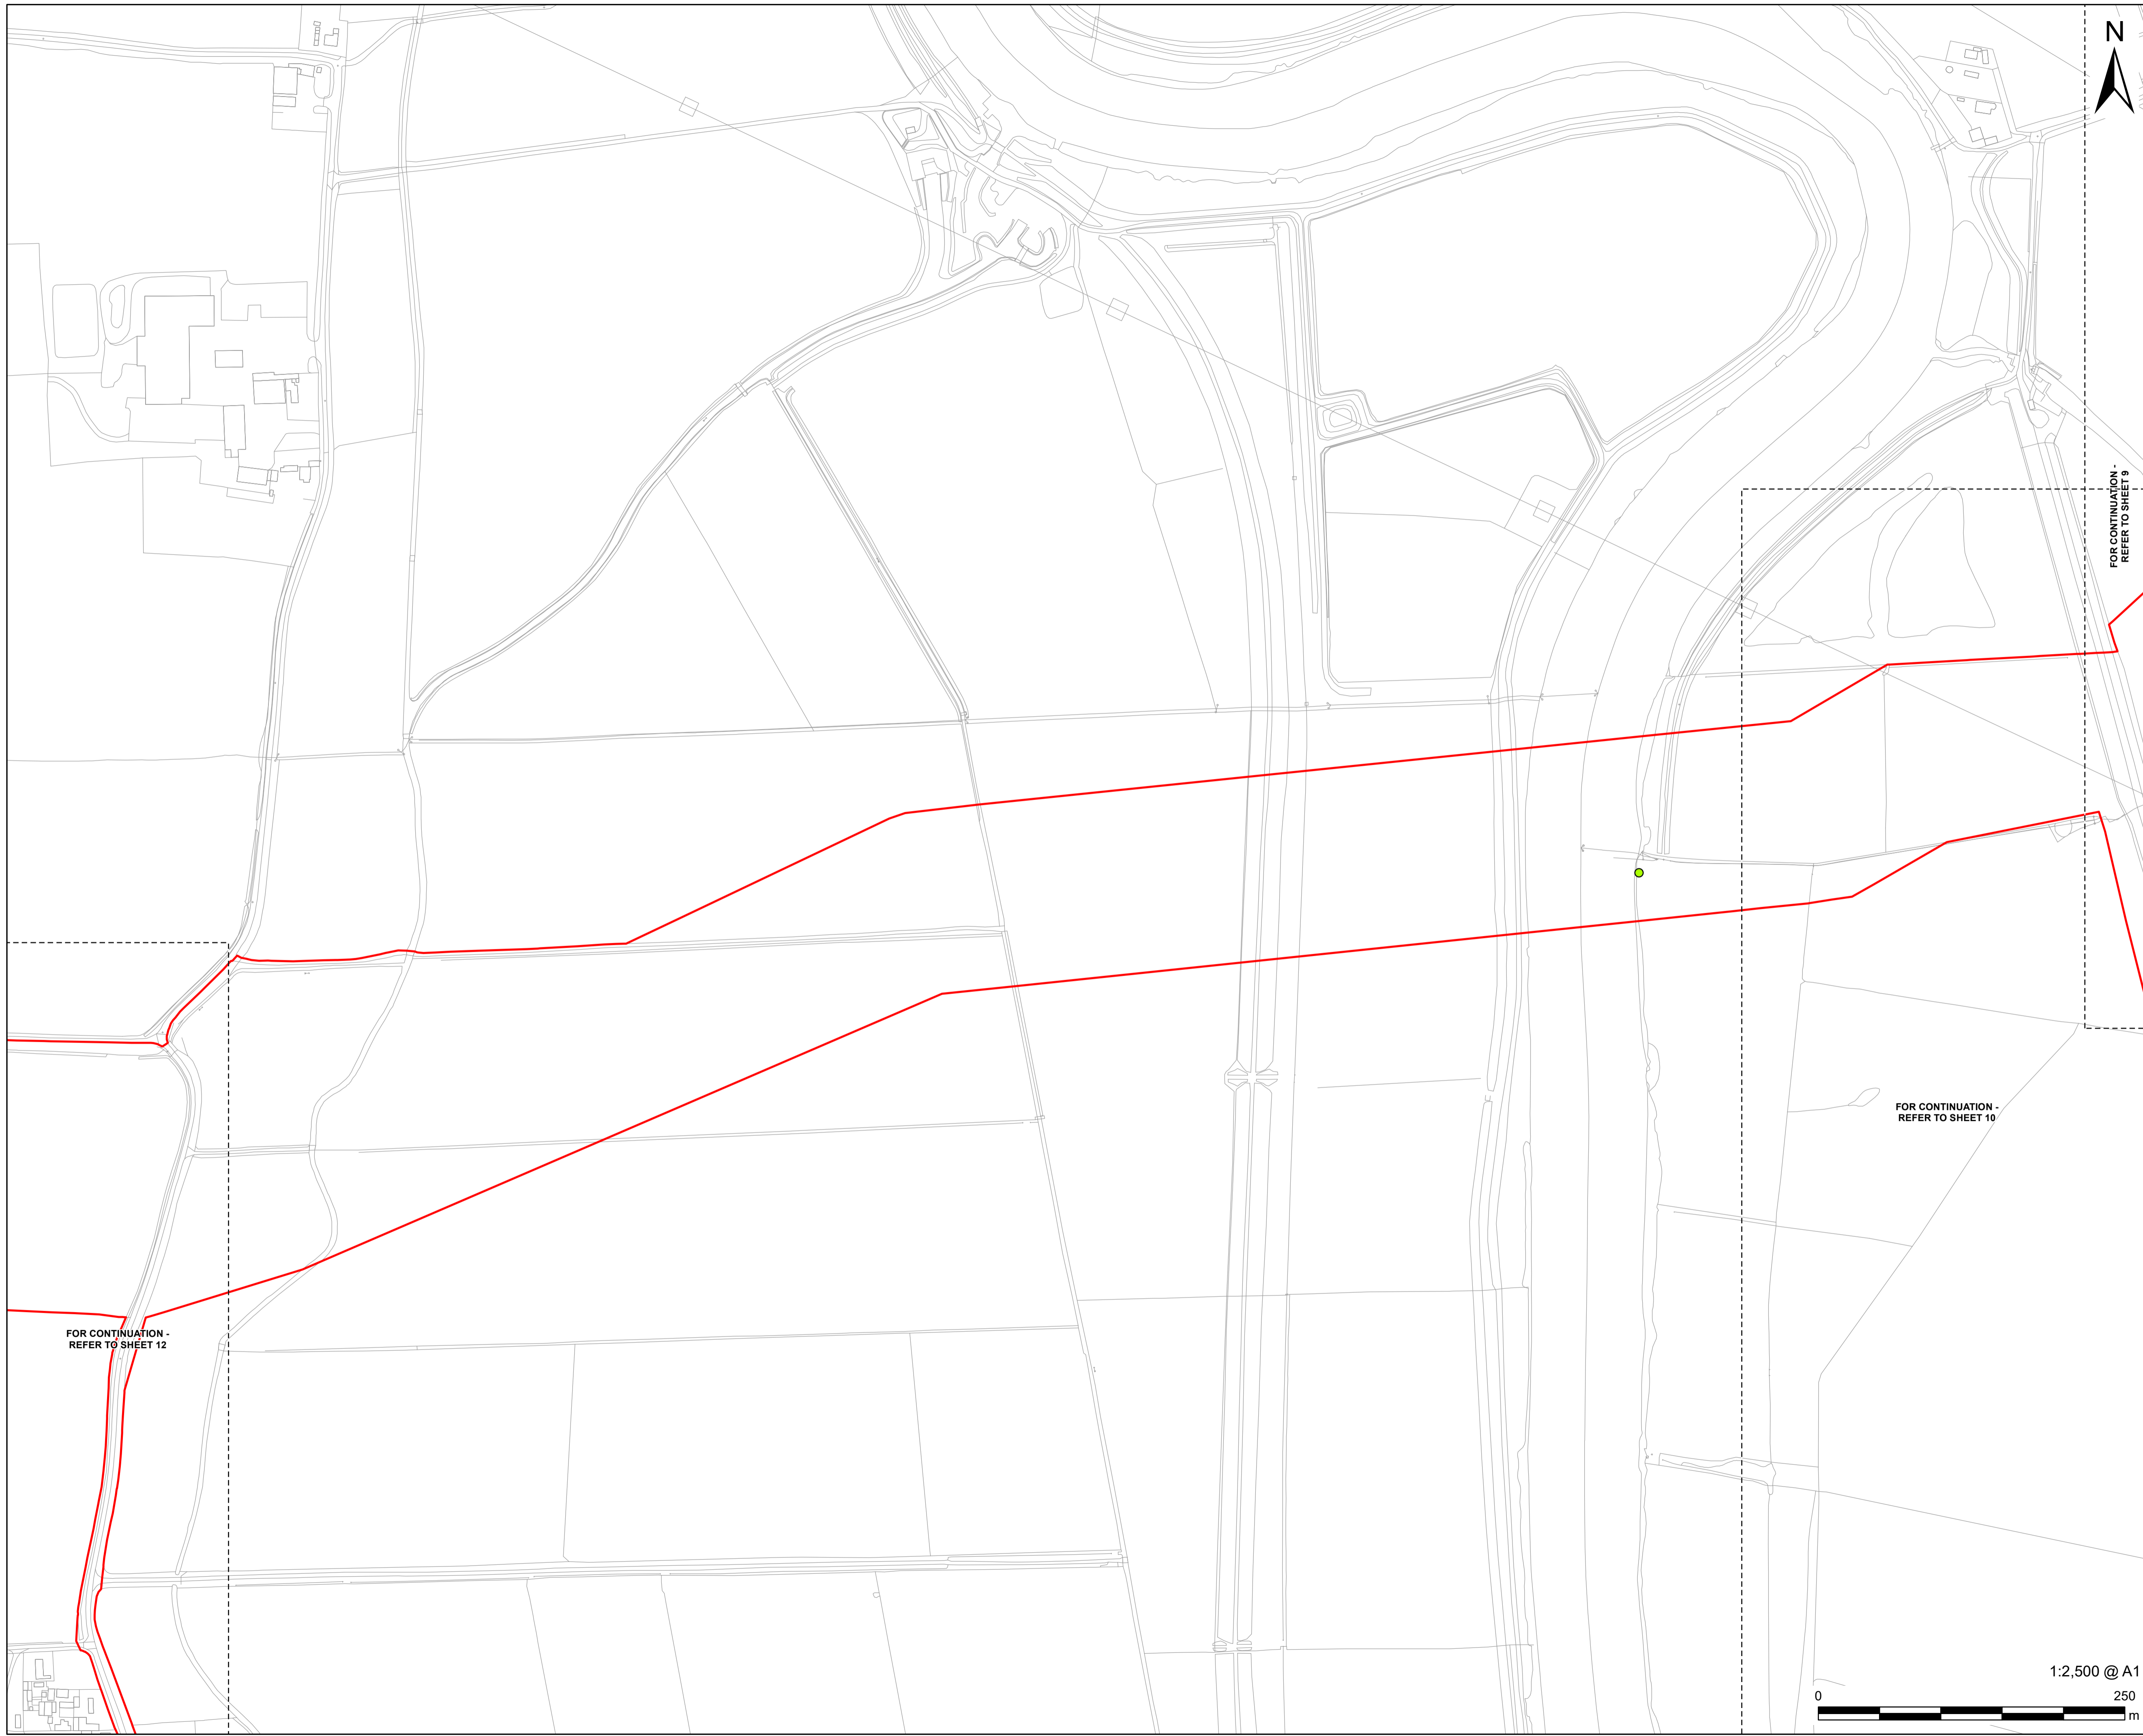 N
FOR CONTINUATION -
REFER TO SHEET 9
FOR CONTINUATION -
REFER TO SHEET 10
FOR CONTINUATION -
REFER TO SHEET 12
1:2,500 @ A1
0 250
m